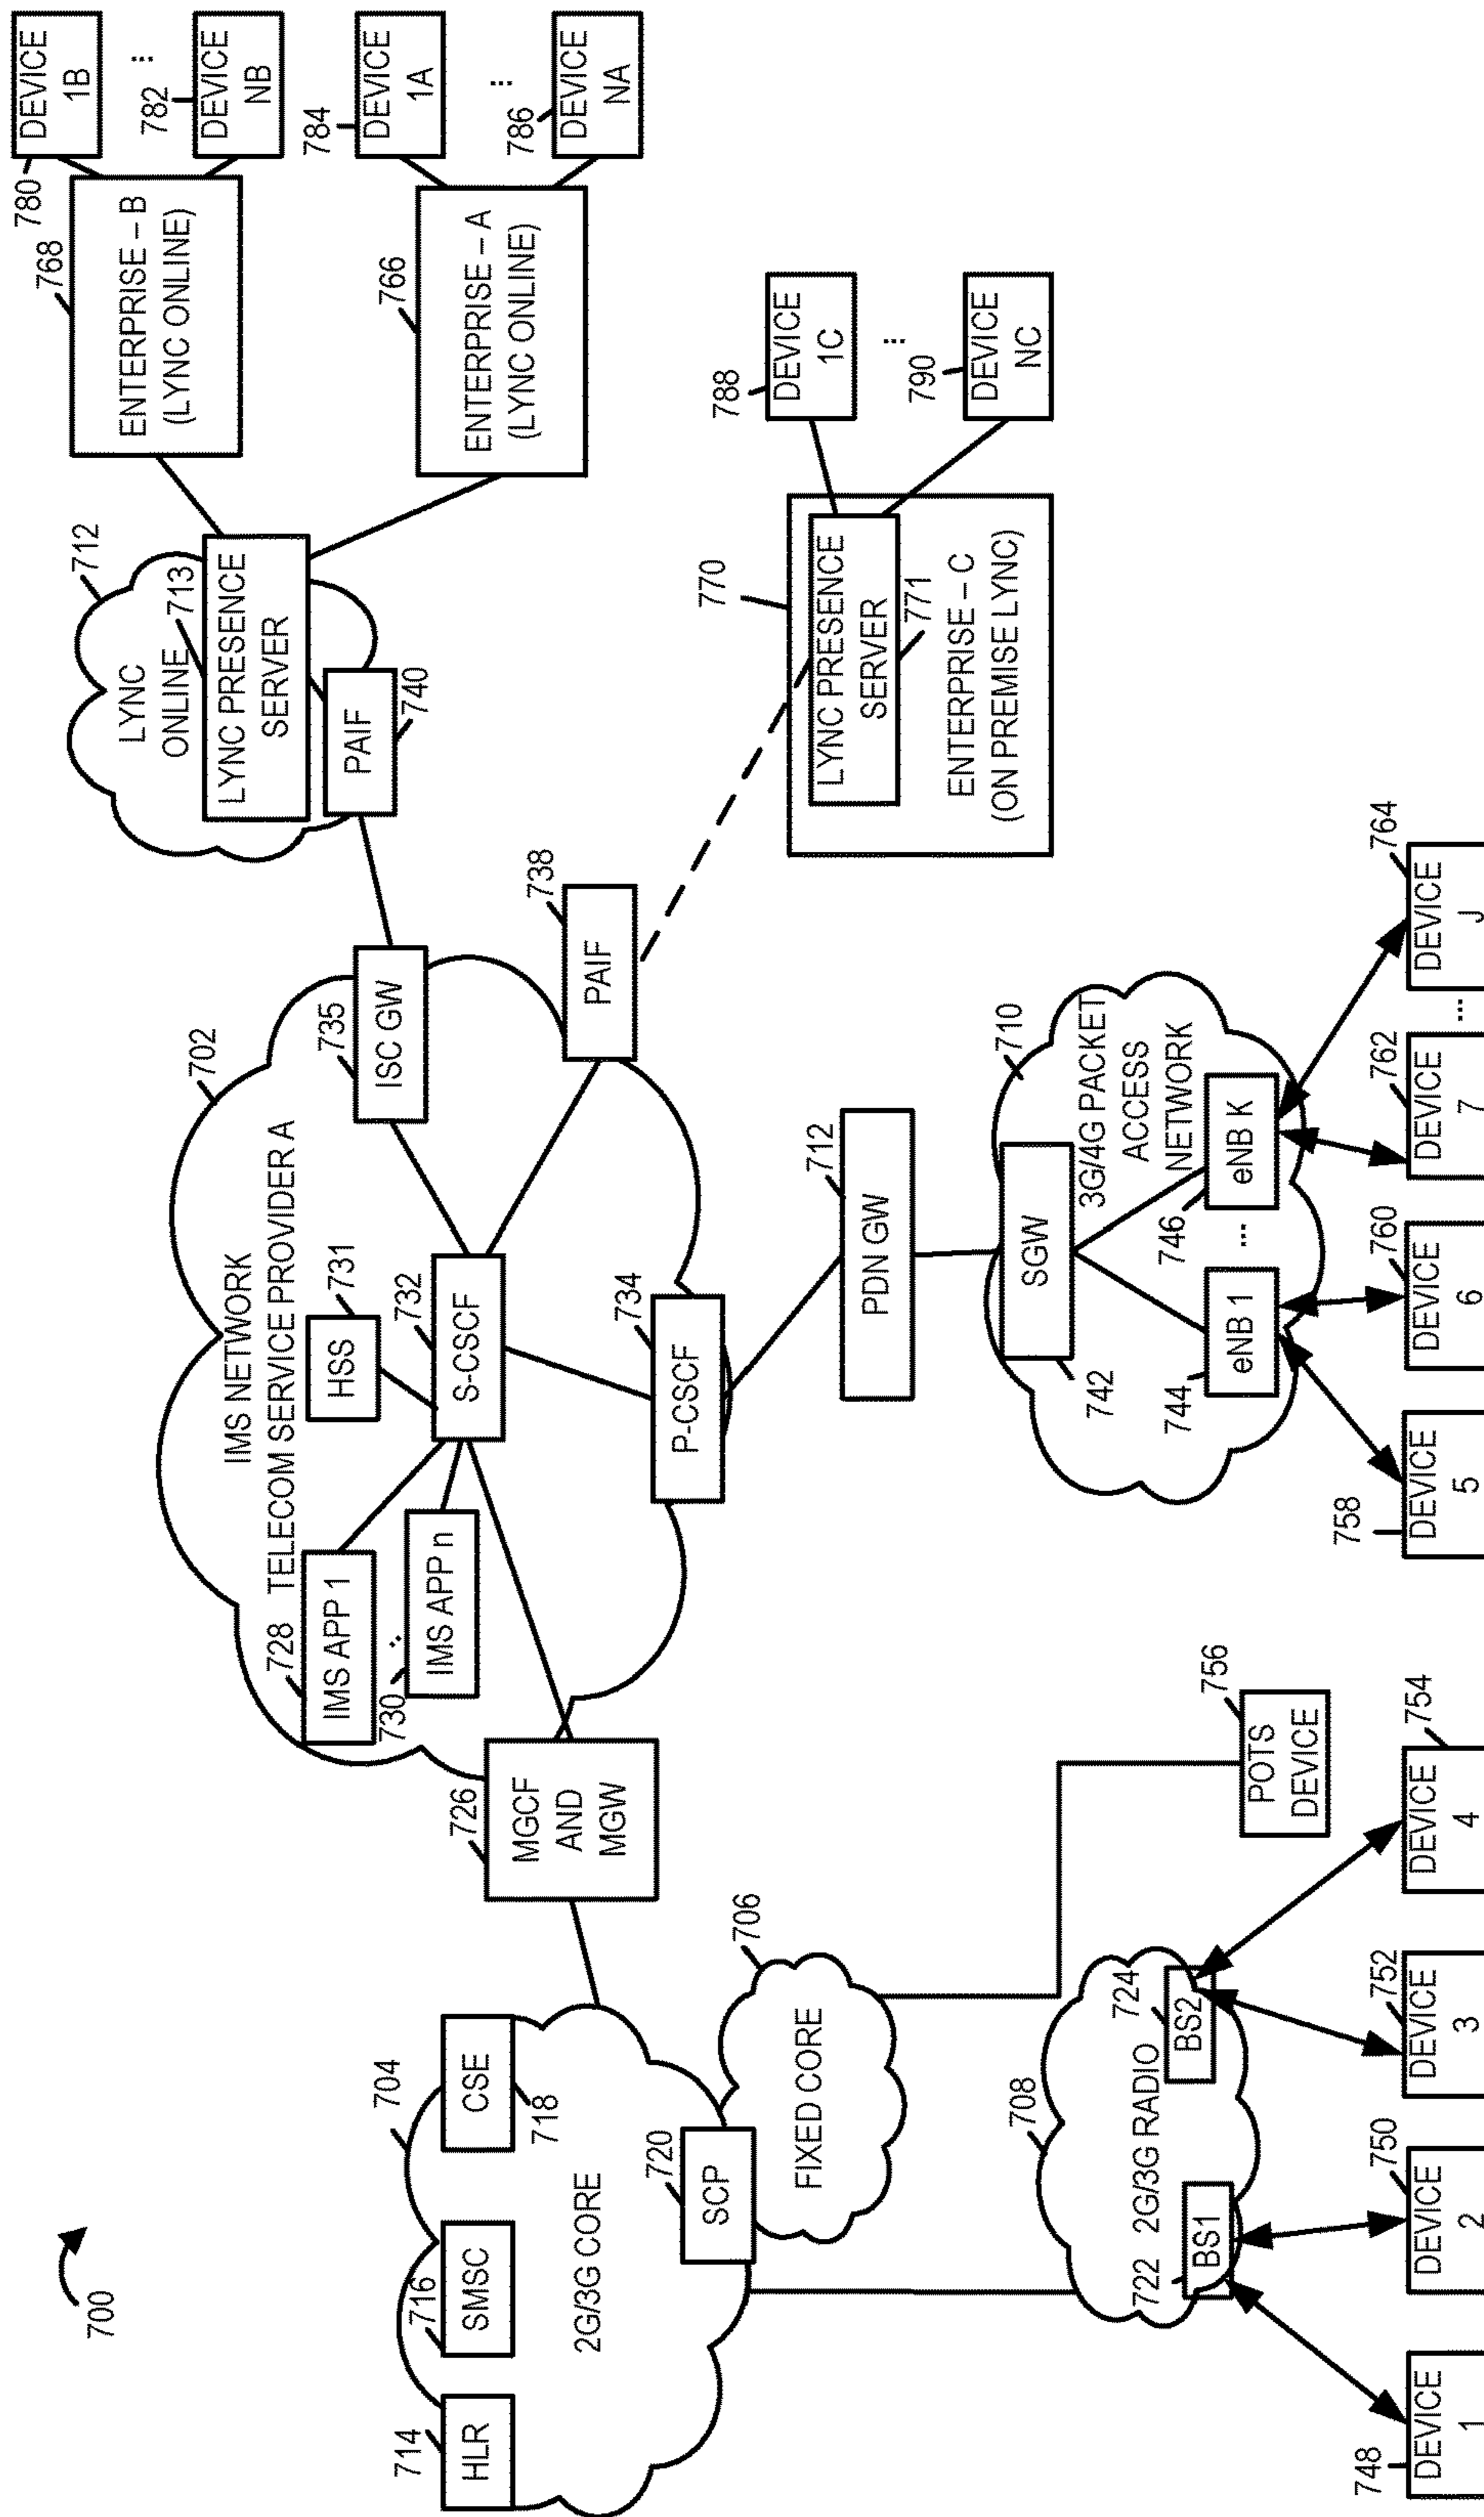 700
704
714
HLR
716
SMSC
CSE
718
2G/3G CORE
720
SCP
706
FIXED CORE
726
MGCF
AND
MGW
702
IMS NETWORK
TELECOM SERVICE PROVIDER A
728
IMS APP 1
..
730
IMS APP n
HSS
731
732
S-CSCF
734
P-CSCF
735
ISC GW
738
PAIF
712
LYNC
ONLINE
713
LYNC PRESENCE
SERVER
PAIF
740
768
ENTERPRISE – B
(LYNC ONLINE)
780
DEVICE
1B
...
782
DEVICE
NB
766
ENTERPRISE – A
(LYNC ONLINE)
784
DEVICE
1A
...
786
DEVICE
NA
770
LYNC PRESENCE
SERVER
771
ENTERPRISE – C
(ON PREMISE LYNC)
788
DEVICE
1C
...
790
DEVICE
NC
712
PDN GW
710
3G/4G PACKET
ACCESS
NETWORK
SGW
742
744
eNB 1
...
746
eNB K
708
2G/3G RADIO
722
BS1
724
BS2
756
POTS
DEVICE
748
DEVICE
1
750
DEVICE
2
752
DEVICE
3
754
DEVICE
4
758
DEVICE
5
760
DEVICE
6
762
DEVICE
7
...
764
DEVICE
J